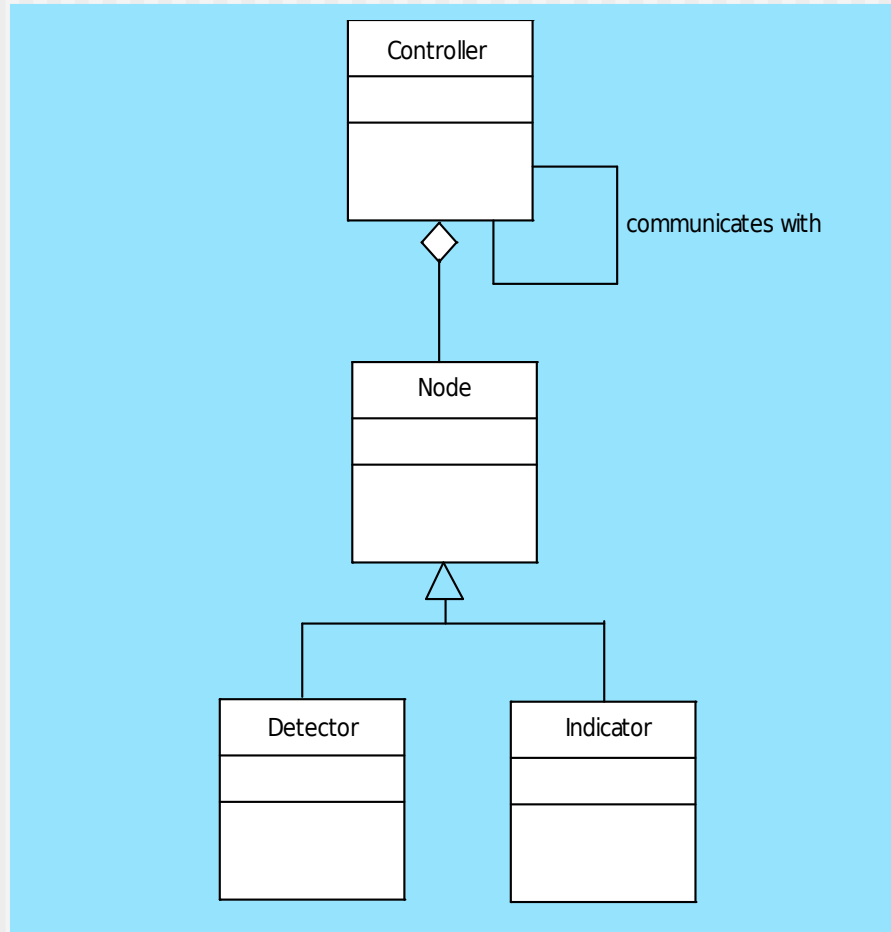 Controller
communicates with
Node
Detector
Indicator